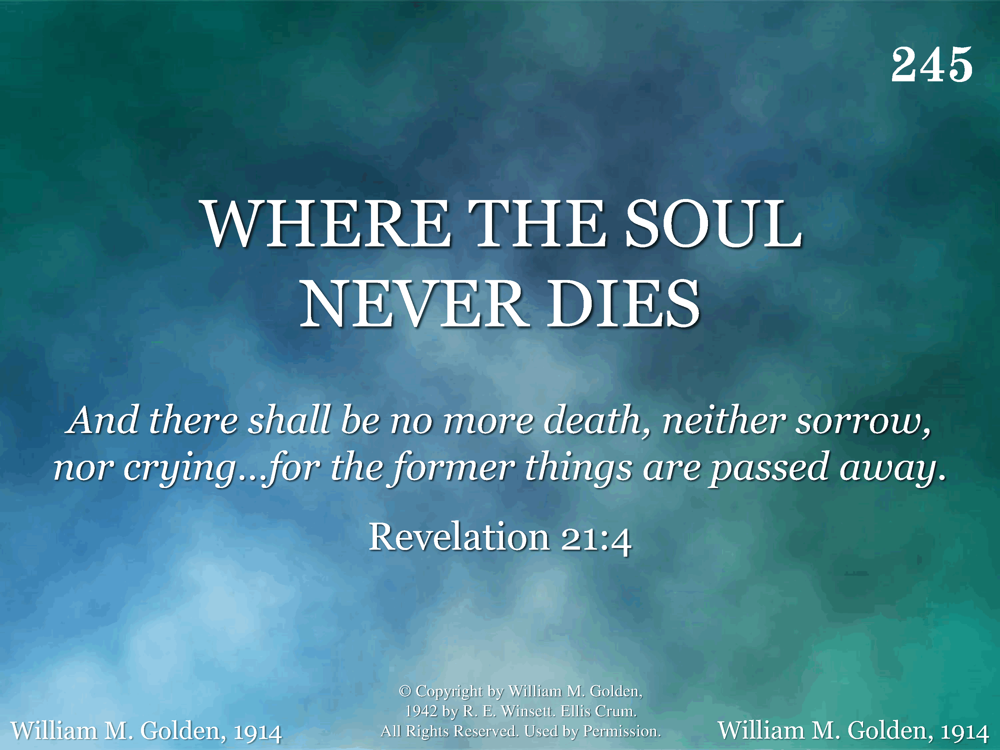 245
WHERE THE SOUL
NEVER DIES
And there shall be no more death, neither sorrow,
nor crying...for the former things are passed away.
Revelation 21:4
© Copyright by William M. Golden,
1942 by R. E. Winsett. Ellis Crum.
All Rights Reserved. Used by Permission.
William M. Golden, 1914
William M. Golden, 1914